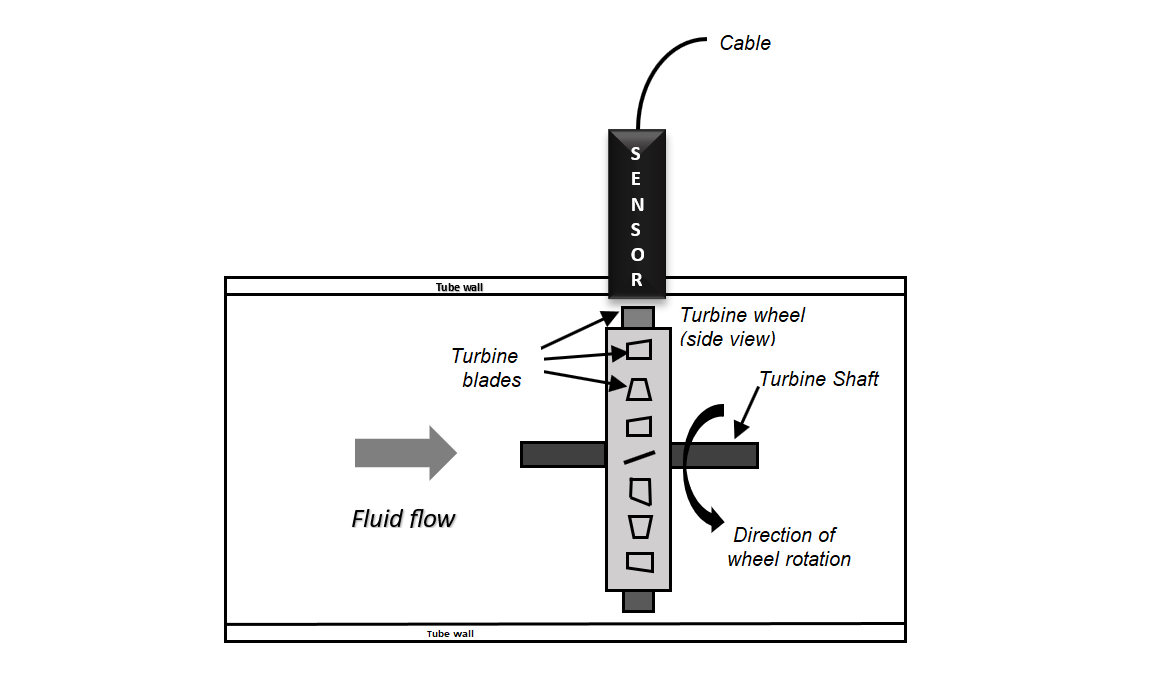 Cable
S
E
N
S
O
R
Tube wall
Turbine wheel
(side view)
Turbine
blades
Turbine Shaft
Fluid flow
Direction of
wheel rotation
Tube wall